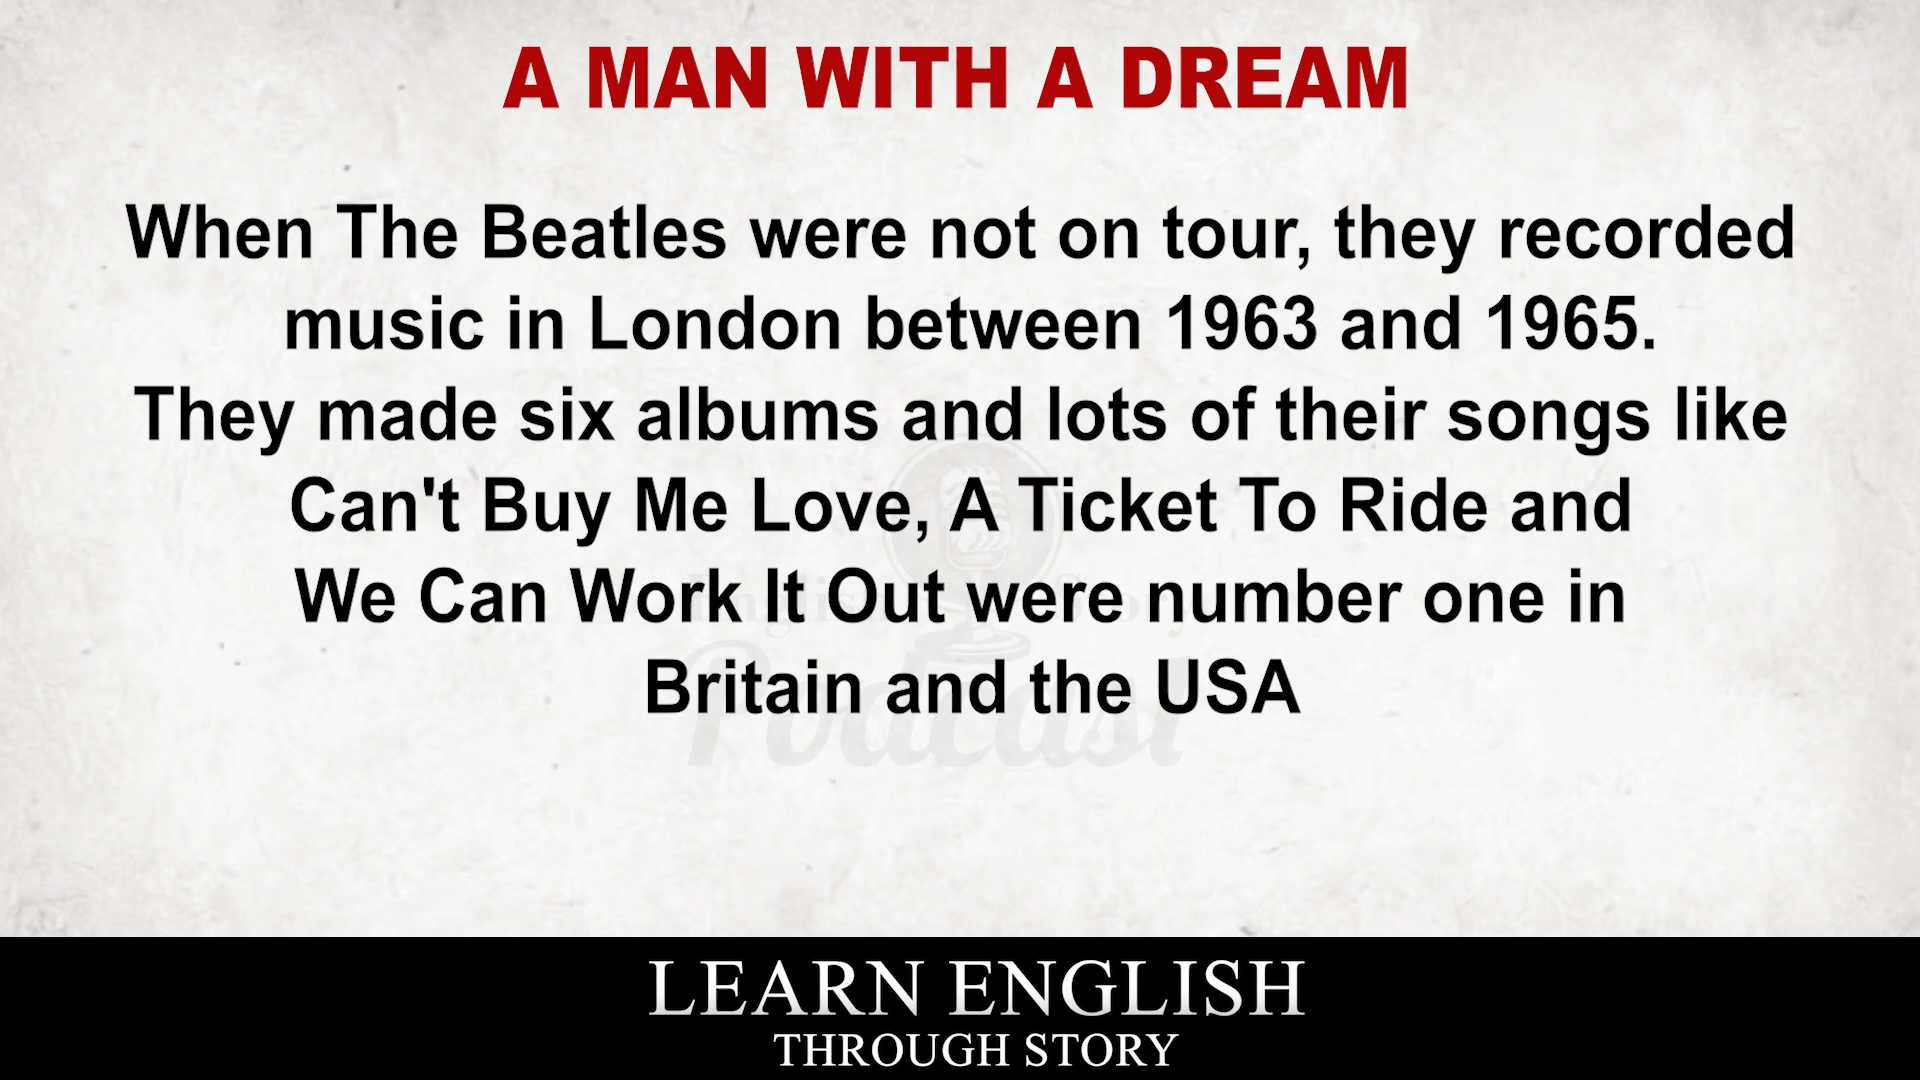 A MAN WITH A DREAM
When The Beatles were not on tour, they recorded
music in London between 1963 and 1965.
They made six albums and lots of their songs like
Can't Buy Me Love, A Ticket To Ride and
We Can Work It Out were number one in
Britain and the USA
Podcast
LEARN ENGLISH
THROUGH STORY